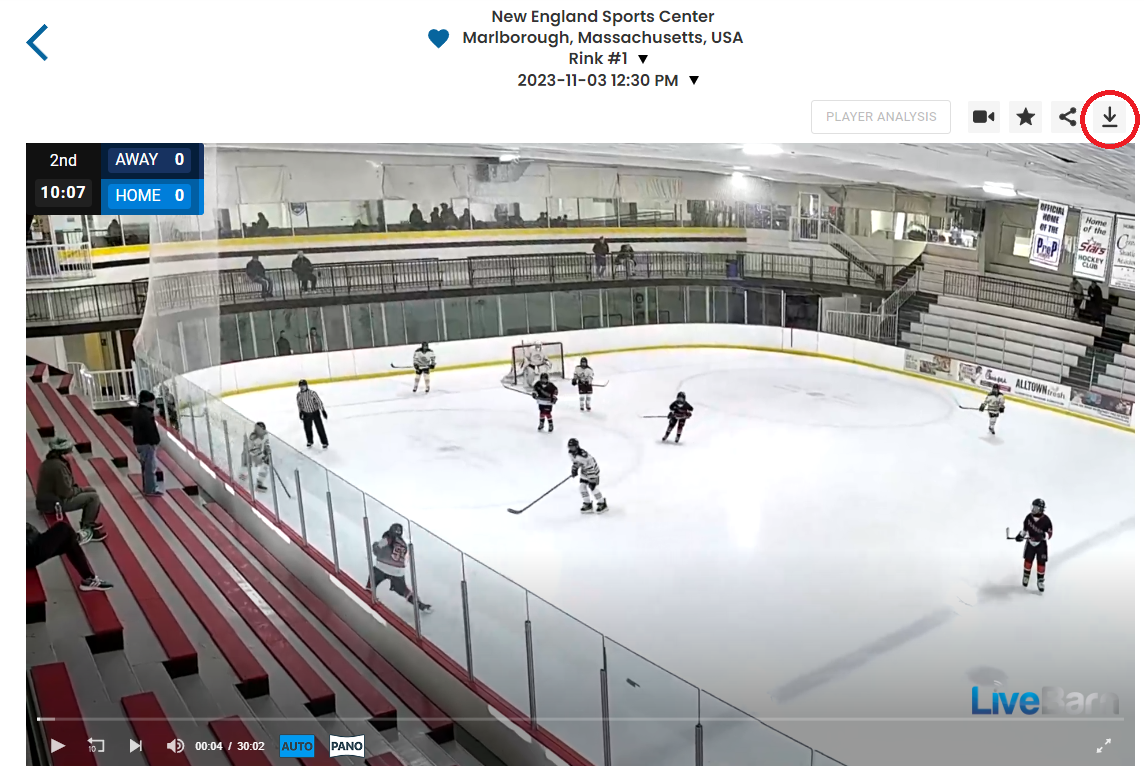 New England Sports Center
Marlborough, Massachusetts, USA
Rink #1 ▼
2023-11-03 12:30 PM ▼
PLAYER ANALYSIS
2nd AWAY 0
10:07 HOME 0
OFFICIAL
HOME
OF THE
PreP
Home
of the
Stars
HOCKEY
CLUB
ALLTOWN
fresh
LiveBarn
10
00:04 / 30:02 AUTO PANO